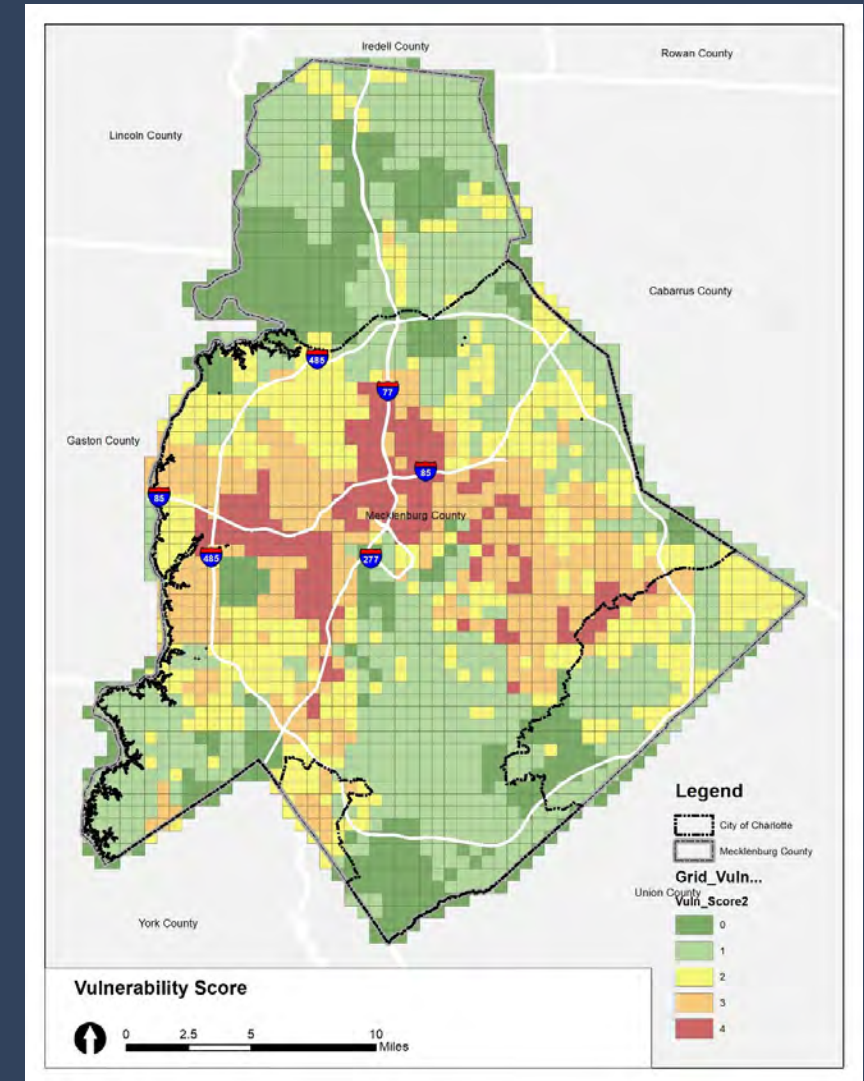 Iredell County
Rowan County
Lincoln County
Cabarrus County
485
77
Gaston County
85
85
Mecklenburg County
485
277
Legend
City of Charlotte
Mecklenburg County
Grid_Vuln...
Union County
Vuln_Score2
York County
0
1
2
3
4
Vulnerability Score
0 2.5 5 10
Miles